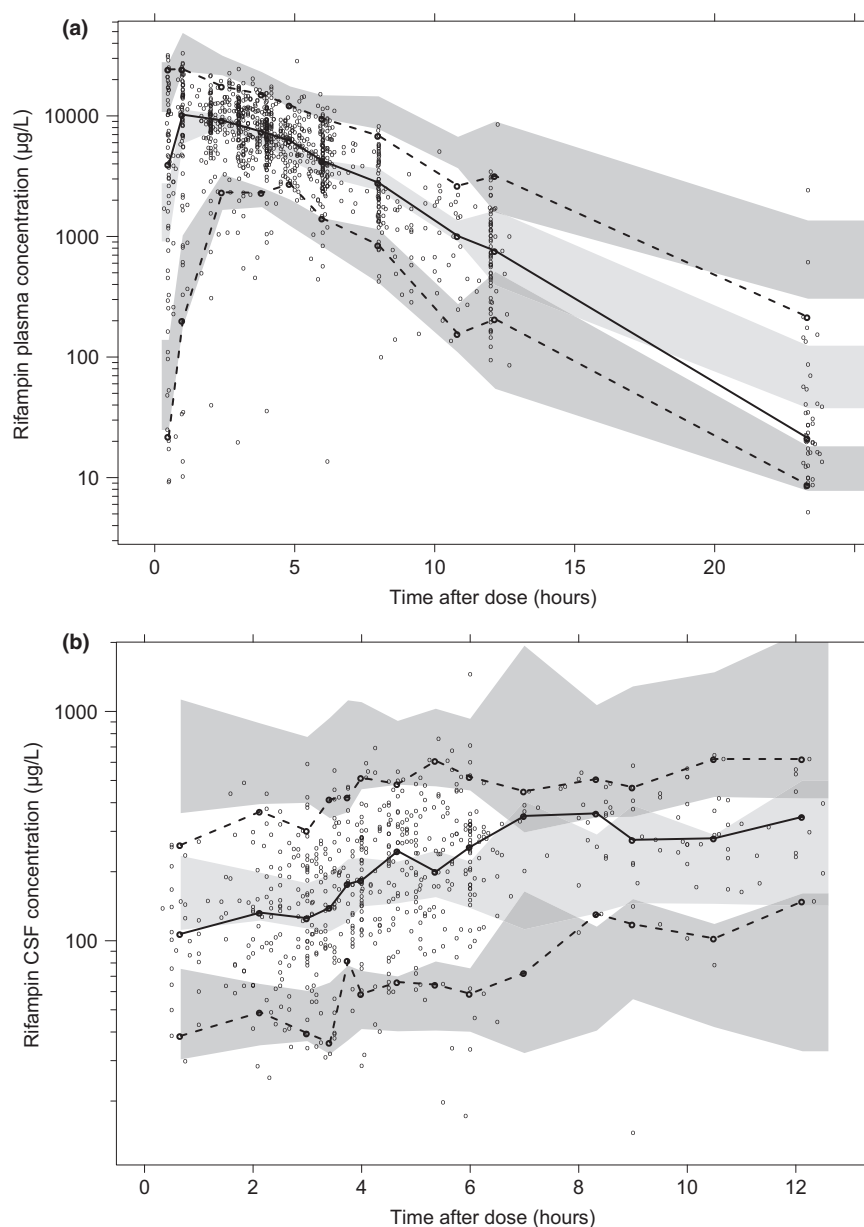 (a)
10000
1000
100
10
Rifampin plasma concentration (µg/L)
0 5 10 15 20
Time after dose (hours)
(b)
1000
100
Rifampin CSF concentration (µg/L)
0 2 4 6 8 10 12
Time after dose (hours)